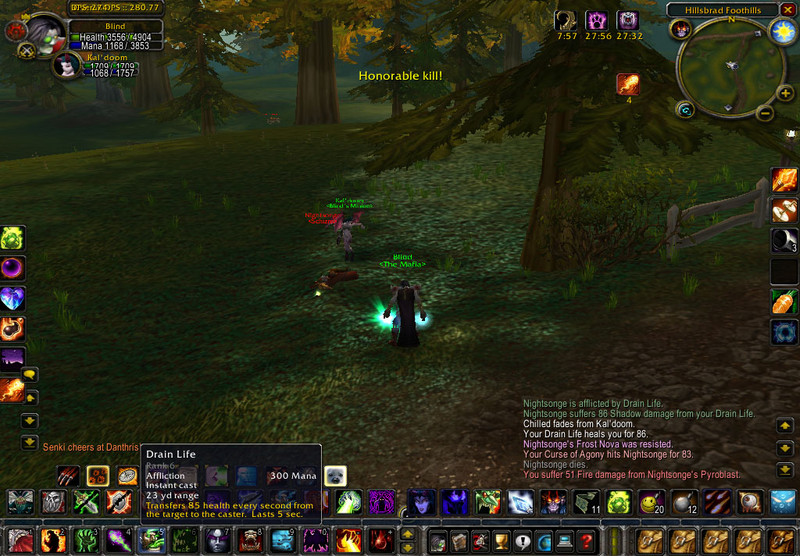 280.77
Blind
Health 3556 / 4904
Mana 1168 / 3853
Kal'doom
1709 / 1709
1068 / 1757
7:57
27:56
27:32
Hillsbrad Foothills
N
Honorable kill!
4
Blind
<The Mafia>
3
Nightsonge is afflicted by Drain Life.
Nightsonge suffers 86 Shadow damage from your Drain Life.
Chilled fades from Kal'doom.
Your Drain Life heals you for 86.
Nightsonge's Frost Nova was resisted.
Your Curse of Agony hits Nightsonge for 83.
Nightsonge dies.
You suffer 51 Fire damage from Nightsonge's Pyroblast.
Senki cheers at Danthris
Drain Life
Rank 6
Affliction
300 Mana
Instant cast
23 yd range
Transfers 85 health every second from
the target to the caster. Lasts 5 sec.
11
20
12